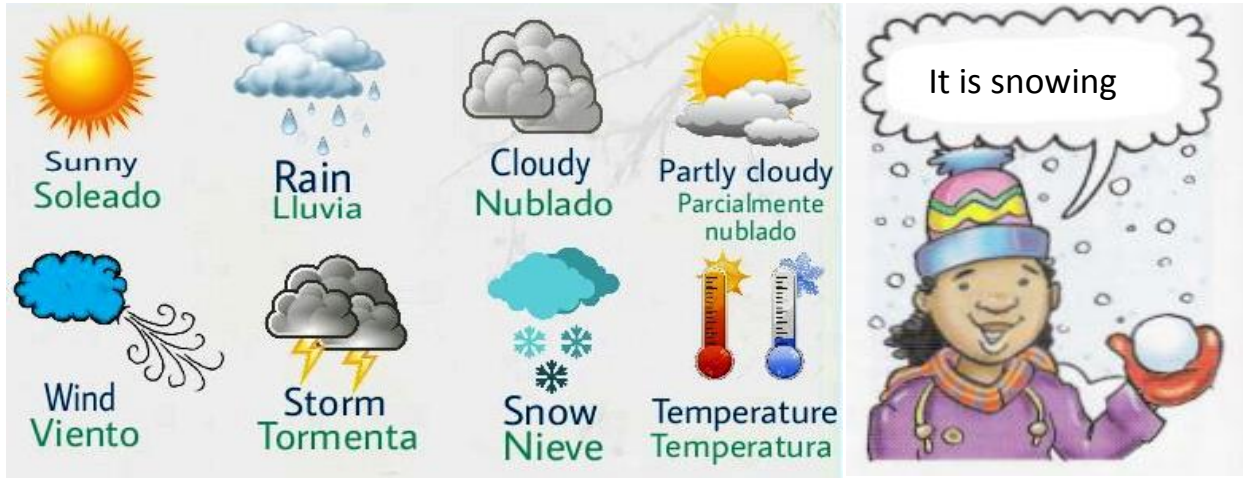 Sunny
Soleado
Rain
Lluvia
Cloudy
Nublado
Partly cloudy
Parcialmente
nublado
Wind
Viento
Storm
Tormenta
Snow
Nieve
Temperature
Temperatura
It is snowing